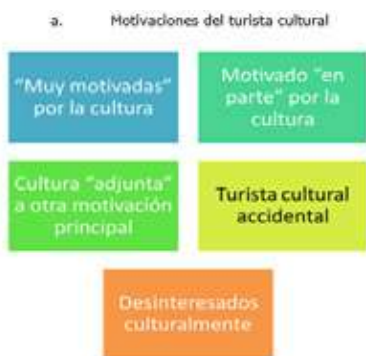 a. Motivaciones del turista cultural
"Muy motivadas"
por la cultura
Motivado "en
parte" por la
cultura
Cultura "adjunta"
a otra motivación
principal
Turista cultural
accidental
Desinteresados
culturalmente